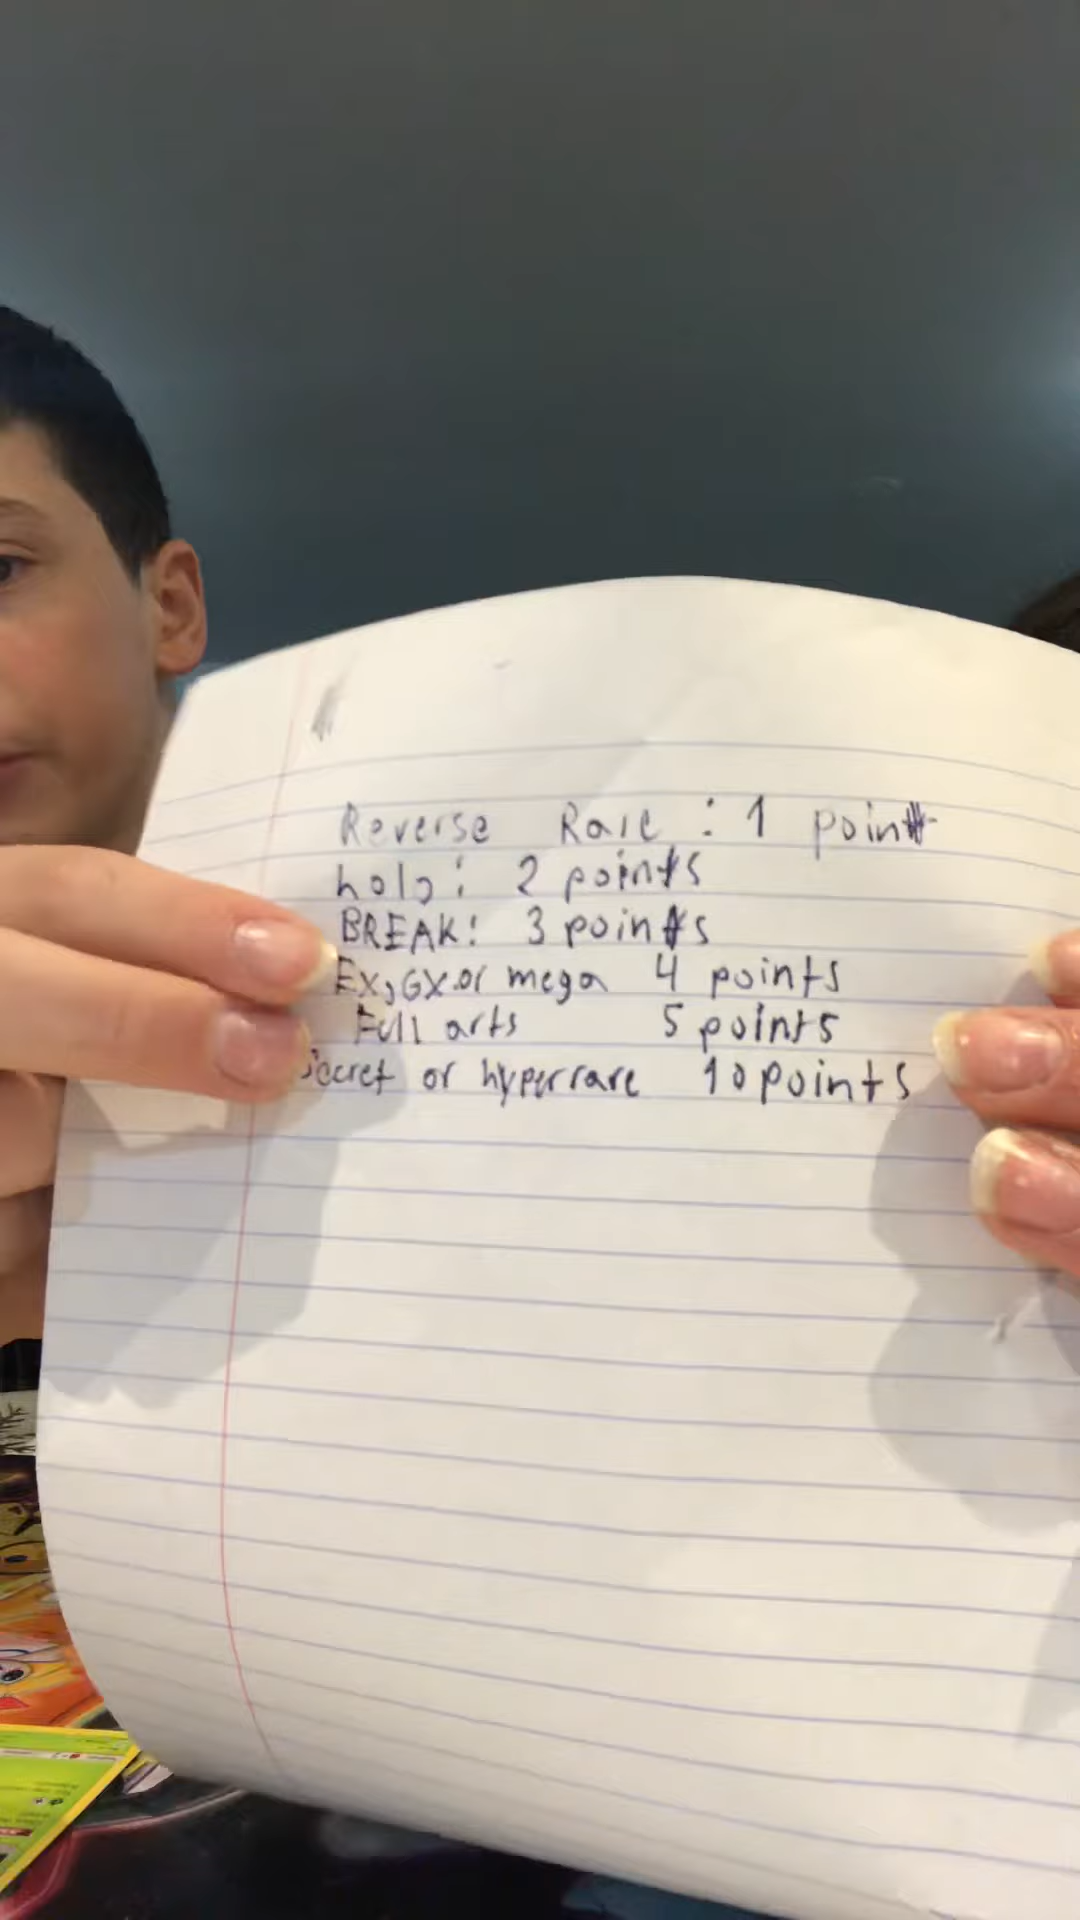 Reverse Rare : 1 point
holo: 2 points
BREAK: 3 points
Ex, GX or mega 4 points
Full arts 5 points
Secret or hyperrare 10 points